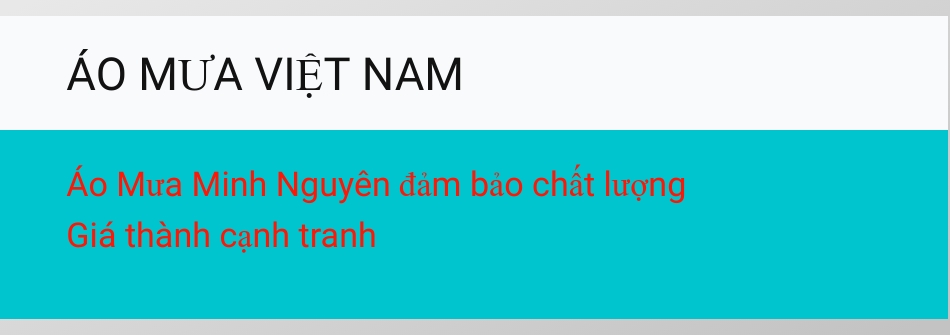 ÁO MƯA VIỆT NAM
Áo Mưa Minh Nguyên đảm bảo chất lượng
Giá thành cạnh tranh